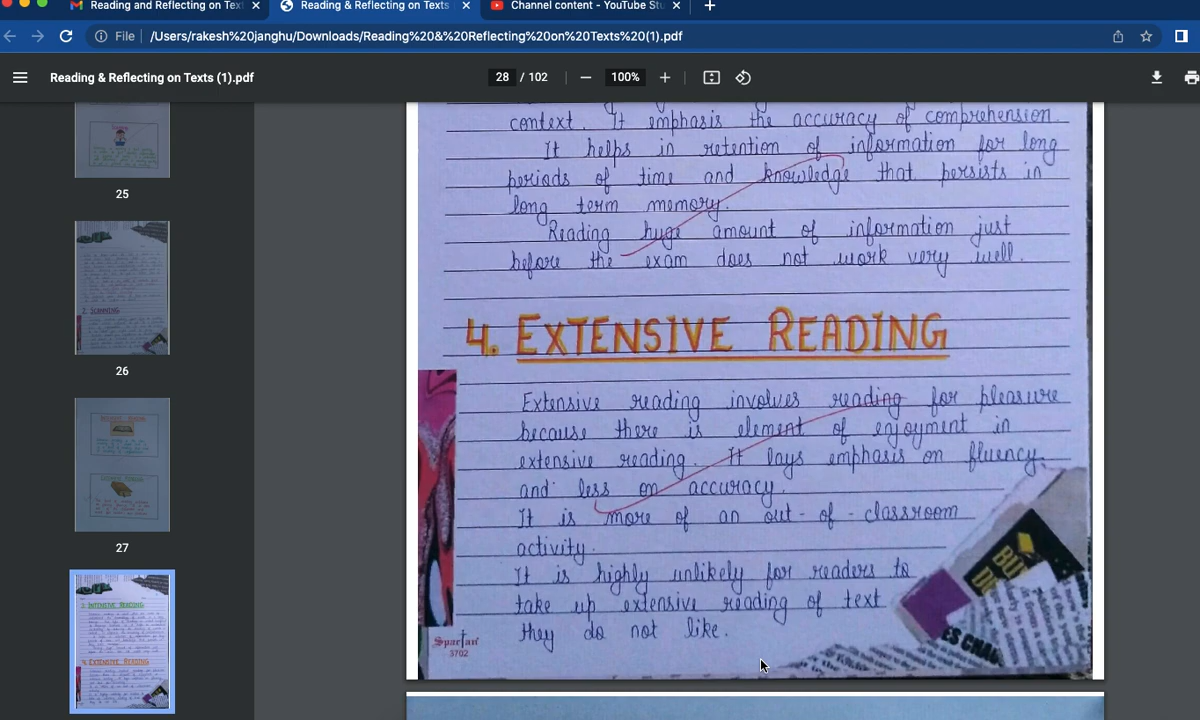 Reading and Reflecting on Tex
Reading & Reflecting on Texts
Channel content - YouTube Stu
File
/Users/rakesh%20janghu/Downloads/Reading%20&%20Reflecting%20on%20Texts%20(1).pdf
Reading & Reflecting on Texts (1).pdf
28 / 102
100%
25
26
27
context. It emphasis the accuracy of comprehension.
It helps in retention of information for long
periods of time and knowledge that persists in
long term memory.
Reading huge amount of information just
before the exam does not work very well.
4. EXTENSIVE READING
Extensive reading involves reading for pleasure
because there is element of enjoyment in
extensive reading. It lays emphasis on fluency
and less on accuracy.
It is more of an out-of-classroom
activity.
It is highly unlikely for readers to
take up extensive reading of text
they do not like.
Spartan
3702